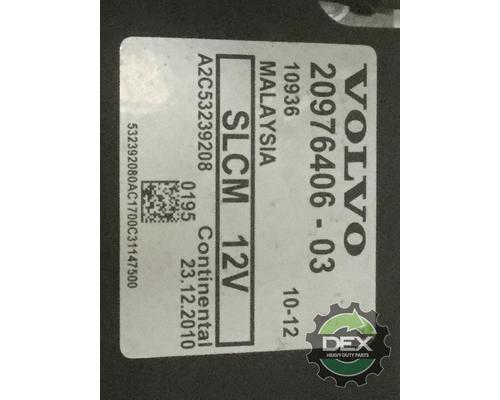 VOLVO
20976406 - 03
10936 10-12
MALAYSIA
SLCM 12V
A2C53239208
0195 Continental
23.12.2010
532392080AC1700C31147500
DEX
HEAVY DUTY PARTS